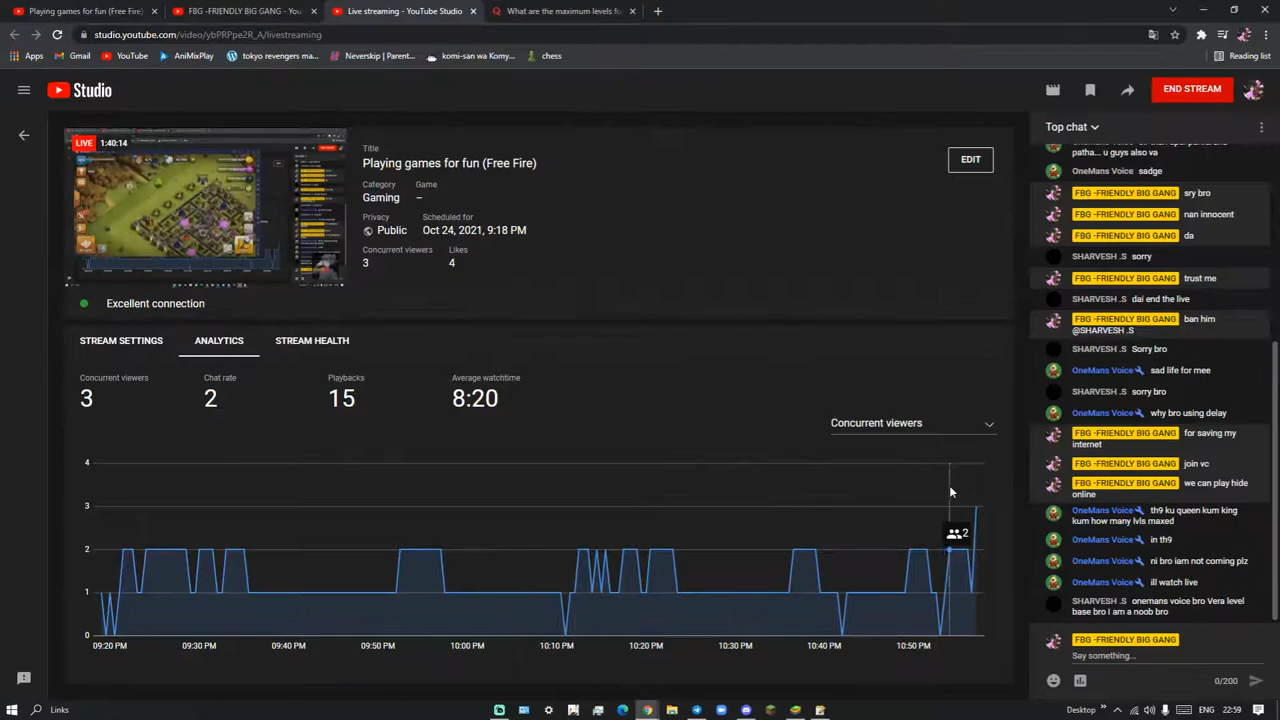 Playing games for fun (Free Fire)
FBG -FRIENDLY BIG GANG - You
Live streaming - YouTube Studio
What are the maximum levels fo
studio.youtube.com/video/ybPRPpe2R_A/livestreaming
Apps
Gmail
YouTube
AniMixPlay
tokyo revengers ma...
Neverskip | Parent...
komi-san wa Komy...
chess
Reading list
Studio
END STREAM
LIVE
1:40:14
Title
Playing games for fun (Free Fire)
Category
Game
Gaming
–
Privacy
Scheduled for
Public
Oct 24, 2021, 9:18 PM
Concurrent viewers
Likes
3
4
EDIT
Excellent connection
STREAM SETTINGS
ANALYTICS
STREAM HEALTH
Concurrent viewers
Chat rate
Playbacks
Average watchtime
3
2
15
8:20
Concurrent viewers
4
3
2
1
0
2
09:20 PM
09:30 PM
09:40 PM
09:50 PM
10:00 PM
10:10 PM
10:20 PM
10:30 PM
10:40 PM
10:50 PM
Top chat
patha... u guys also va
OneMans Voice sadge
FBG -FRIENDLY BIG GANG sry bro
FBG -FRIENDLY BIG GANG nan innocent
FBG -FRIENDLY BIG GANG da
SHARVESH .S sorry
FBG -FRIENDLY BIG GANG trust me
SHARVESH .S dai end the live
FBG -FRIENDLY BIG GANG ban him
@SHARVESH .S
SHARVESH .S Sorry bro
OneMans Voice sad life for mee
SHARVESH .S sorry bro
OneMans Voice why bro using delay
FBG -FRIENDLY BIG GANG for saving my
internet
FBG -FRIENDLY BIG GANG join vc
FBG -FRIENDLY BIG GANG we can play hide
online
OneMans Voice th9 ku queen kum king
kum how many lvls maxed
OneMans Voice in th9
OneMans Voice ni bro iam not coming plz
OneMans Voice ill watch live
SHARVESH .S onemans voice bro Vera level
base bro I am a noob bro
FBG -FRIENDLY BIG GANG
Say something...
0/200
Links
Desktop
ENG
22:59